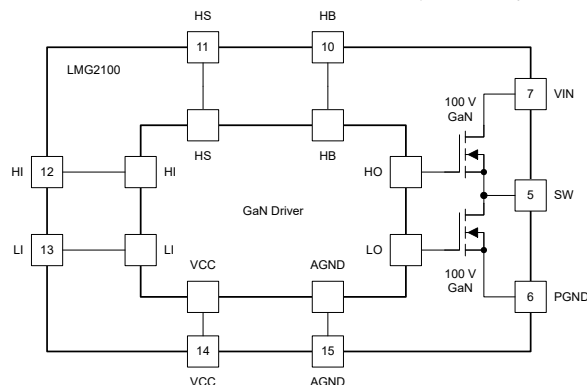 HS
HB
11
10
LMG2100
100 V
GaN
7
VIN
HS
HB
HI
12
HI
HO
GaN Driver
5
SW
LI
13
LI
LO
VCC
AGND
100 V
GaN
6
PGND
14
15
VCC
AGND